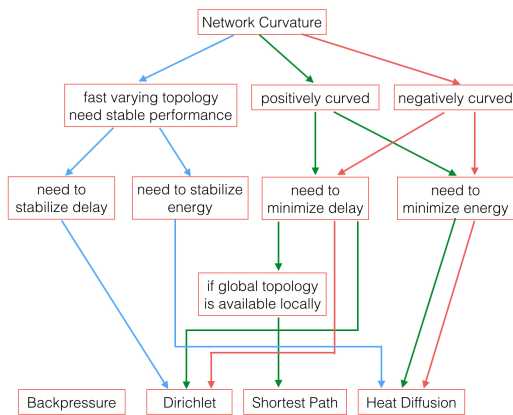 Network Curvature
fast varying topology
need stable performance
positively curved
negatively curved
need to
stabilize delay
need to stabilize
energy
need to
minimize delay
need to
minimize energy
if global topology
is available locally
Backpressure
Dirichlet
Shortest Path
Heat Diffusion